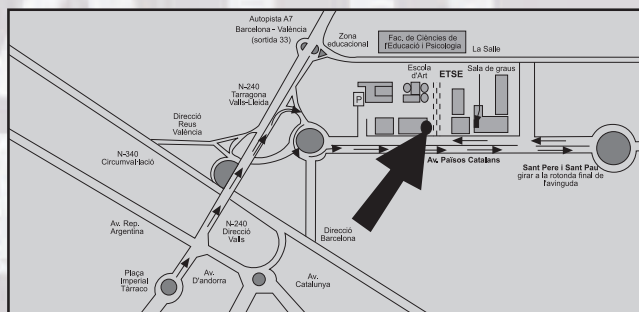 Autopista A7
Barcelona - València
(sortida 33)
Zona
educacional
Fac. de Ciències de
l'Educació y Psicologia
La Salle
N-240
Tarragona
Valls-Lleida
Escola
d'Art
ETSE
Sala de graus
P
Direcció
Reus
València
N-340
Circumval·lació
Av. Països Catalans
Sant Pere i Sant Pau
girar a la rotonda final de
l'avinguda
Av. Rep.
Argentina
N-240
Direcció
Valls
Direcció
Barcelona
Plaça
Imperial
Tàrraco
Av.
D'andorra
Av.
Catalunya